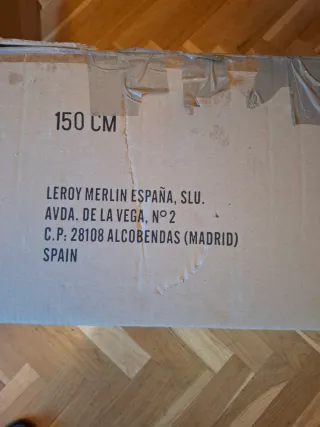 150 CM
LEROY MERLIN ESPAÑA, SLU.
AVDA. DE LA VEGA, Nº 2
C.P: 28108 ALCOBENDAS (MADRID)
SPAIN